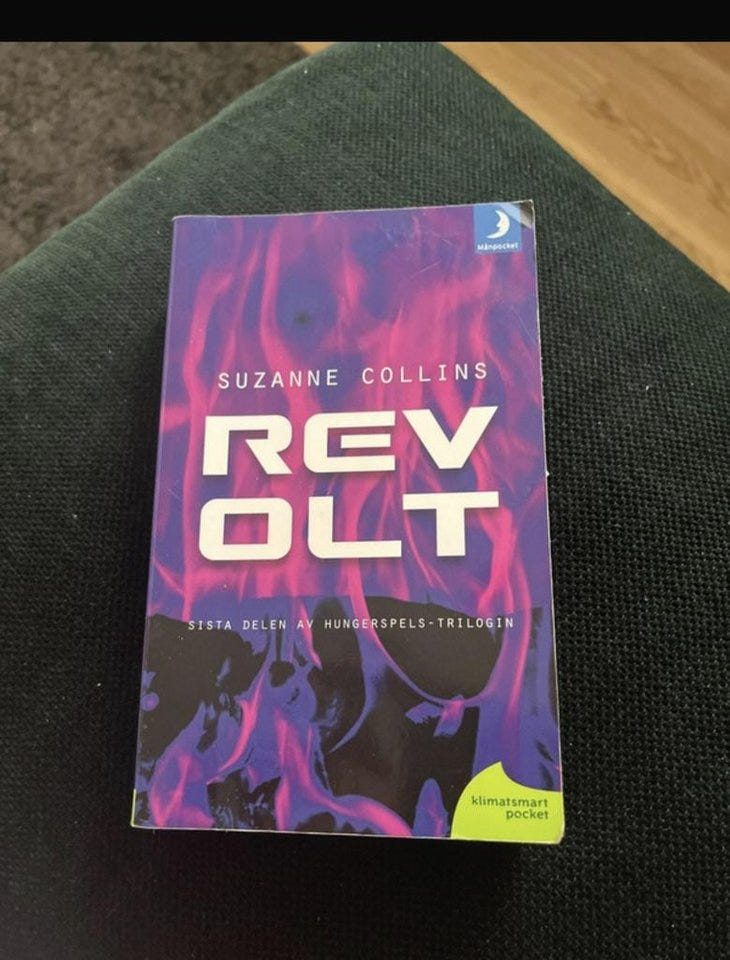 Månpocket
SUZANNE COLLINS
REV
OLT
SISTA DELEN AV HUNGERSPELS-TRILOGIN
klimatsmart
pocket